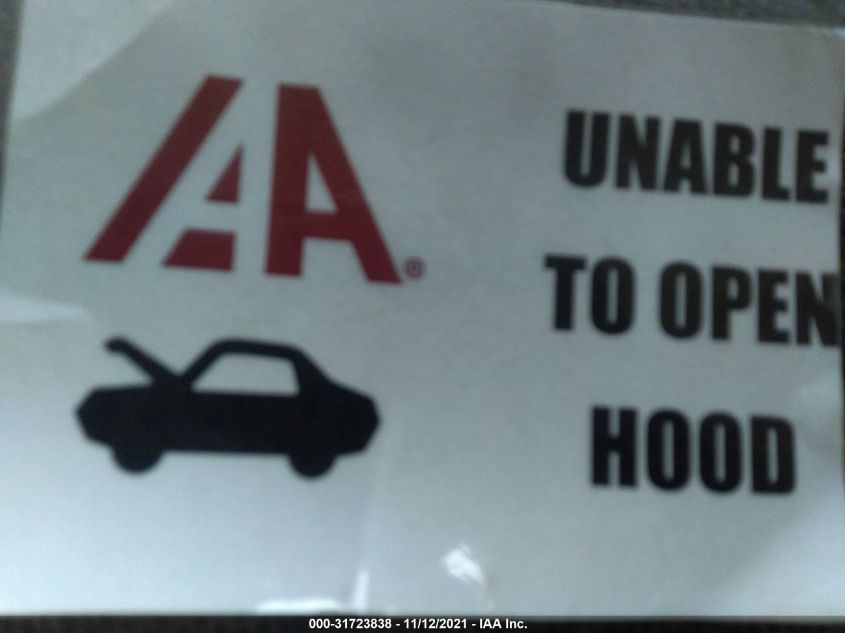 IAA®
UNABLE
TO OPEN
HOOD
000-31723838 - 11/12/2021 - IAA Inc.